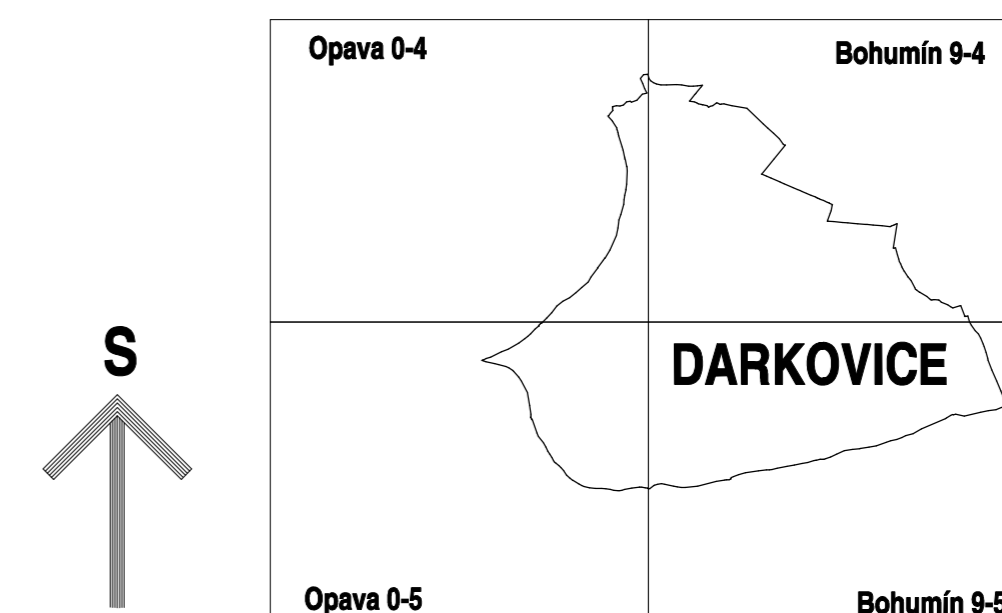 Opava 0-4
Bohumín 9-4
S
DARKOVICE
Opava 0-5
Bohumín 9-5